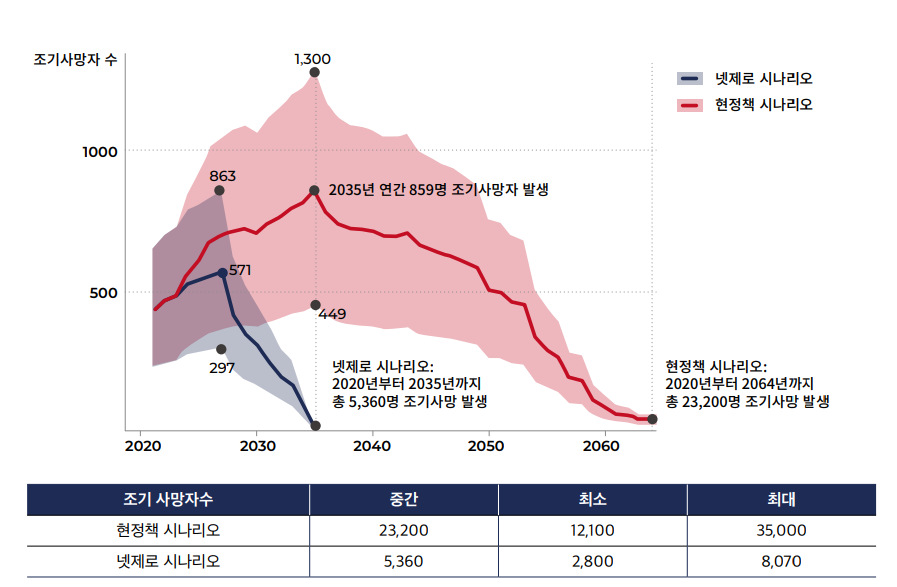 조기사망자 수
1,300
넷제로 시나리오
현정책 시나리오
1000
863
2035년 연간 859명 조기사망자 발생
571
500
449
297
넷제로 시나리오:
2020년부터 2035년까지
총 5,360명 조기사망 발생
현정책 시나리오:
2020년부터 2064년까지
총 23,200명 조기사망 발생
2020 2030 2040 2050 2060
조기 사망자수 중간 최소 최대
현정책 시나리오 23,200 12,100 35,000
넷제로 시나리오 5,360 2,800 8,070